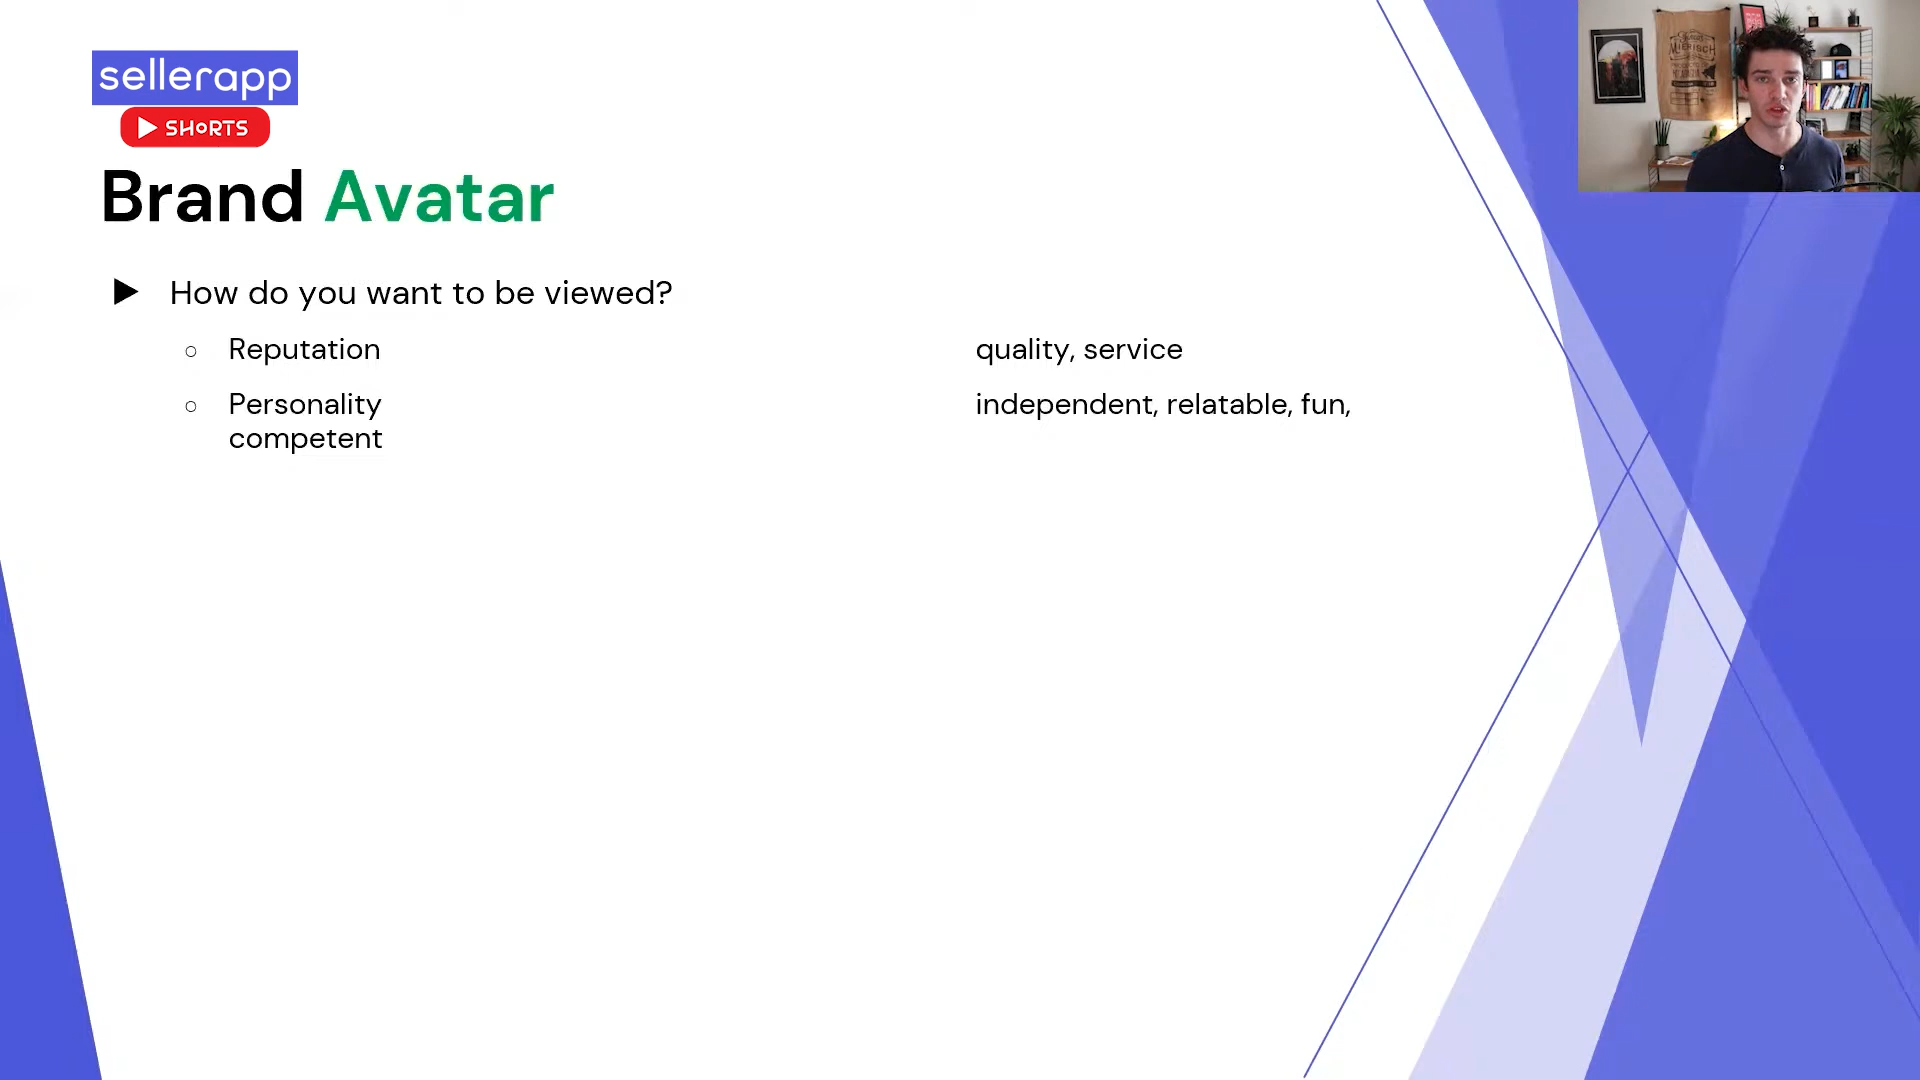 sellerapp
SHORTS
Brand Avatar
How do you want to be viewed?
Reputation quality, service
Personality independent, relatable, fun,
competent
MIERISCH